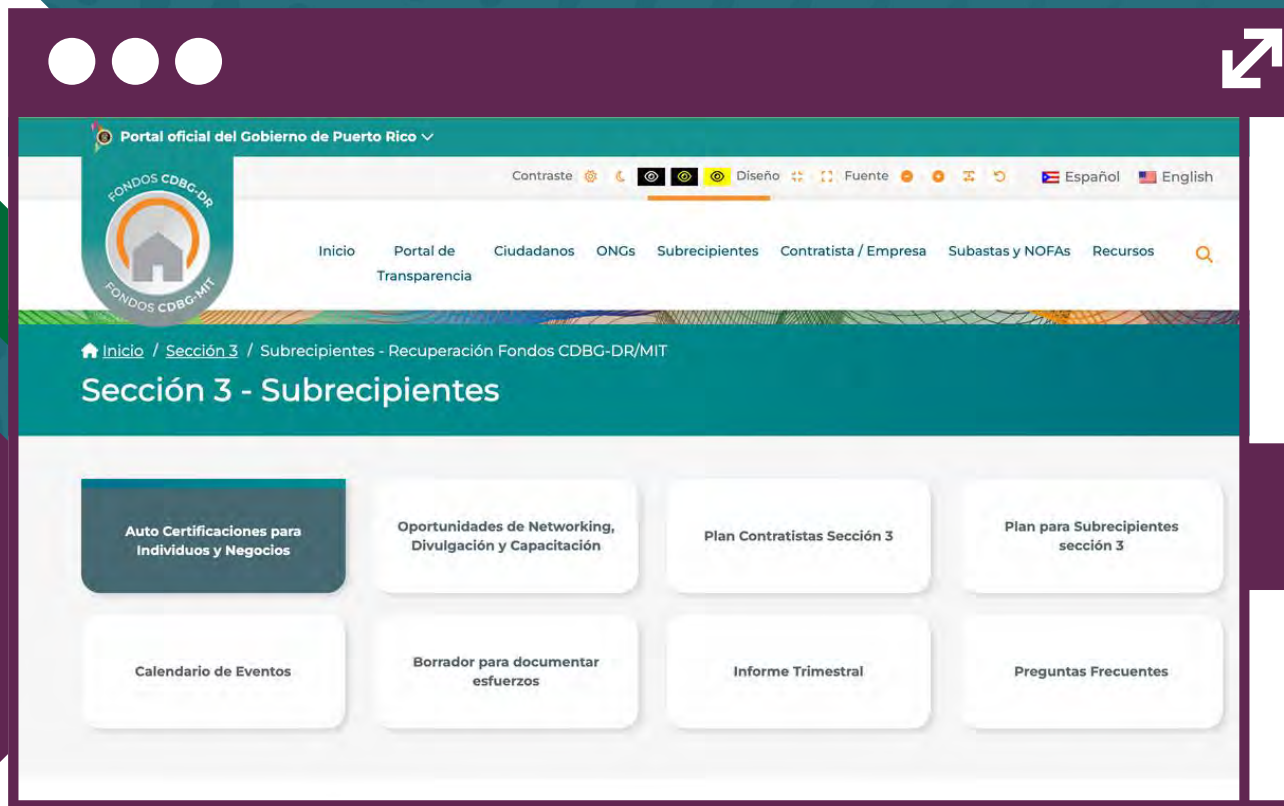 Portal oficial del Gobierno de Puerto Rico
Contraste Diseño Fuente Español English
FONDOS CDBG-DR
FONDOS CDBG-MIT
Inicio Portal de Transparencia Ciudadanos ONGs Subrecipientes Contratista / Empresa Subastas y NOFAs Recursos
Inicio / Sección 3 / Subrecipientes - Recuperación Fondos CDBG-DR/MIT
Sección 3 - Subrecipientes
Auto Certificaciones para
Individuos y Negocios
Oportunidades de Networking,
Divulgación y Capacitación
Plan Contratistas Sección 3
Plan para Subrecipientes
sección 3
Calendario de Eventos
Borrador para documentar
esfuerzos
Informe Trimestral
Preguntas Frecuentes